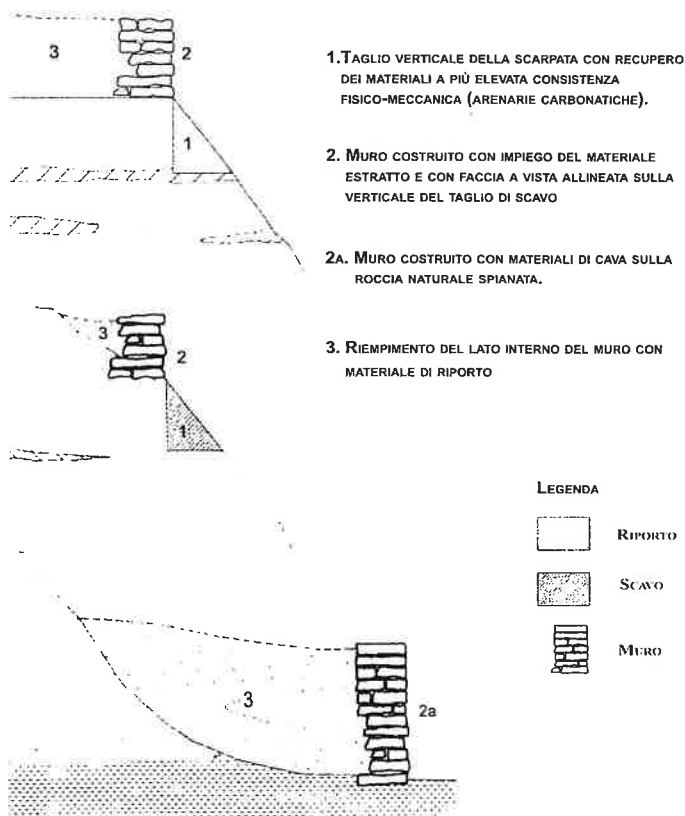 3
2
1
1.TAGLIO VERTICALE DELLA SCARPATA CON RECUPERO
DEI MATERIALI A PIÙ ELEVATA CONSISTENZA
FISICO-MECCANICA (ARENARIE CARBONATICHE).
2. MURO COSTRUITO CON IMPIEGO DEL MATERIALE
ESTRATTO E CON FACCIA A VISTA ALLINEATA SULLA
VERTICALE DEL TAGLIO DI SCAVO
2A. MURO COSTRUITO CON MATERIALI DI CAVA SULLA
ROCCIA NATURALE SPIANATA.
3
2
1
3. RIEMPIMENTO DEL LATO INTERNO DEL MURO CON
MATERIALE DI RIPORTO
LEGENDA
RIPORTO
SCAVO
MURO
3
2a